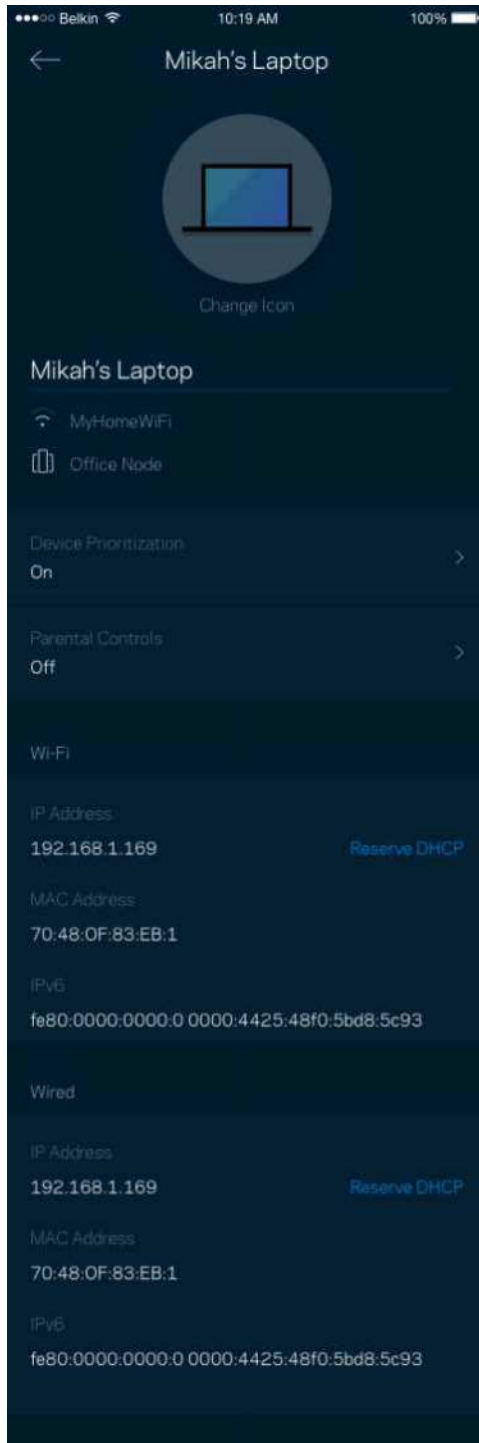 Belkin 10:19 AM 100%
Mikah's Laptop
Change Icon
Mikah's Laptop
MyHomeWiFi
Office Node
Device Prioritization
On
Parental Controls
Off
Wi-Fi
IP Address
192.168.1.169 Reserve DHCP
MAC Address
70:48:0F:83:EB:1
IPv6
fe80:0000:0000:0 0000:4425:48f0:5bd8:5c93
Wired
IP Address
192.168.1.169 Reserve DHCP
MAC Address
70:48:0F:83:EB:1
IPv6
fe80:0000:0000:0 0000:4425:48f0:5bd8:5c93